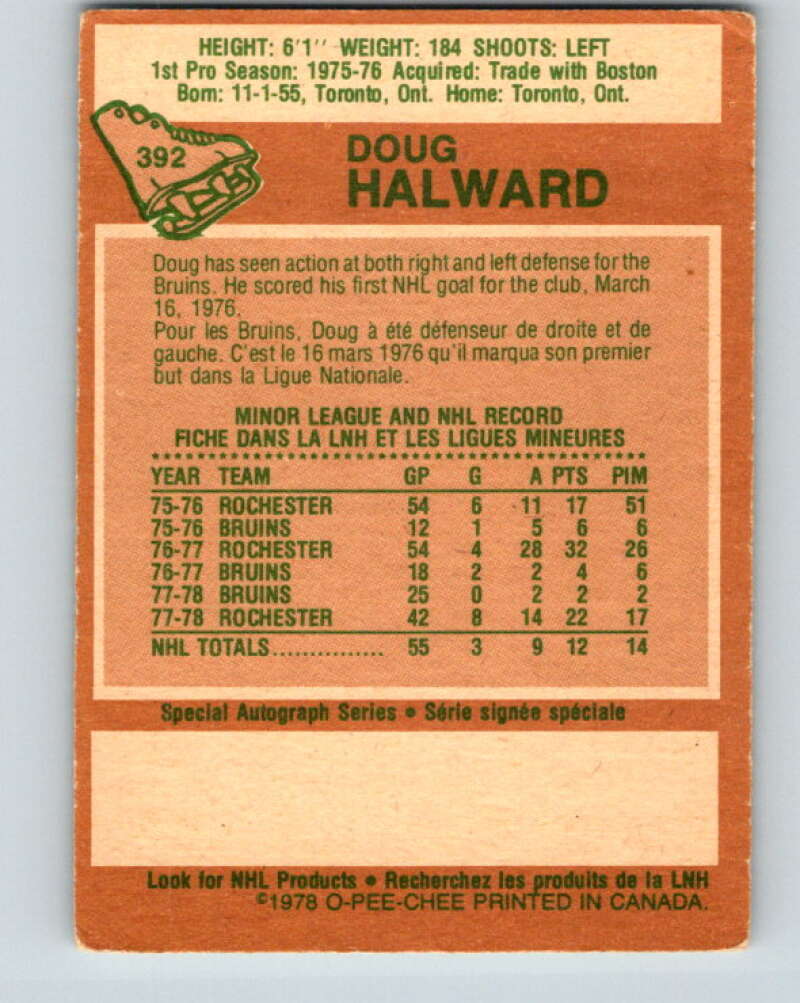 HEIGHT: 6'1" WEIGHT: 184 SHOOTS: LEFT
1st Pro Season: 1975-76 Acquired: Trade with Boston
Born: 11-1-55, Toronto, Ont. Home: Toronto, Ont.
392
DOUG
HALWARD
Doug has seen action at both right and left defense for the
Bruins. He scored his first NHL goal for the club, March
16, 1976.
Pour les Bruins, Doug à été défenseur de droite et de
gauche. C'est le 16 mars 1976 qu'il marqua son premier
but dans la Ligue Nationale.
MINOR LEAGUE AND NHL RECORD
FICHE DANS LA LNH ET LES LIGUES MINEURES
YEAR TEAM GP G A PTS PIM
75-76 ROCHESTER 54 6 11 17 51
75-76 BRUINS 12 1 5 6 6
76-77 ROCHESTER 54 4 28 32 26
76-77 BRUINS 18 2 2 4 6
77-78 BRUINS 25 0 2 2 2
77-78 ROCHESTER 42 8 14 22 17
NHL TOTALS............... 55 3 9 12 14
Special Autograph Series • Série signée spéciale
Look for NHL Products • Recherchez les produits de la LNH
©1978 O-PEE-CHEE PRINTED IN CANADA.